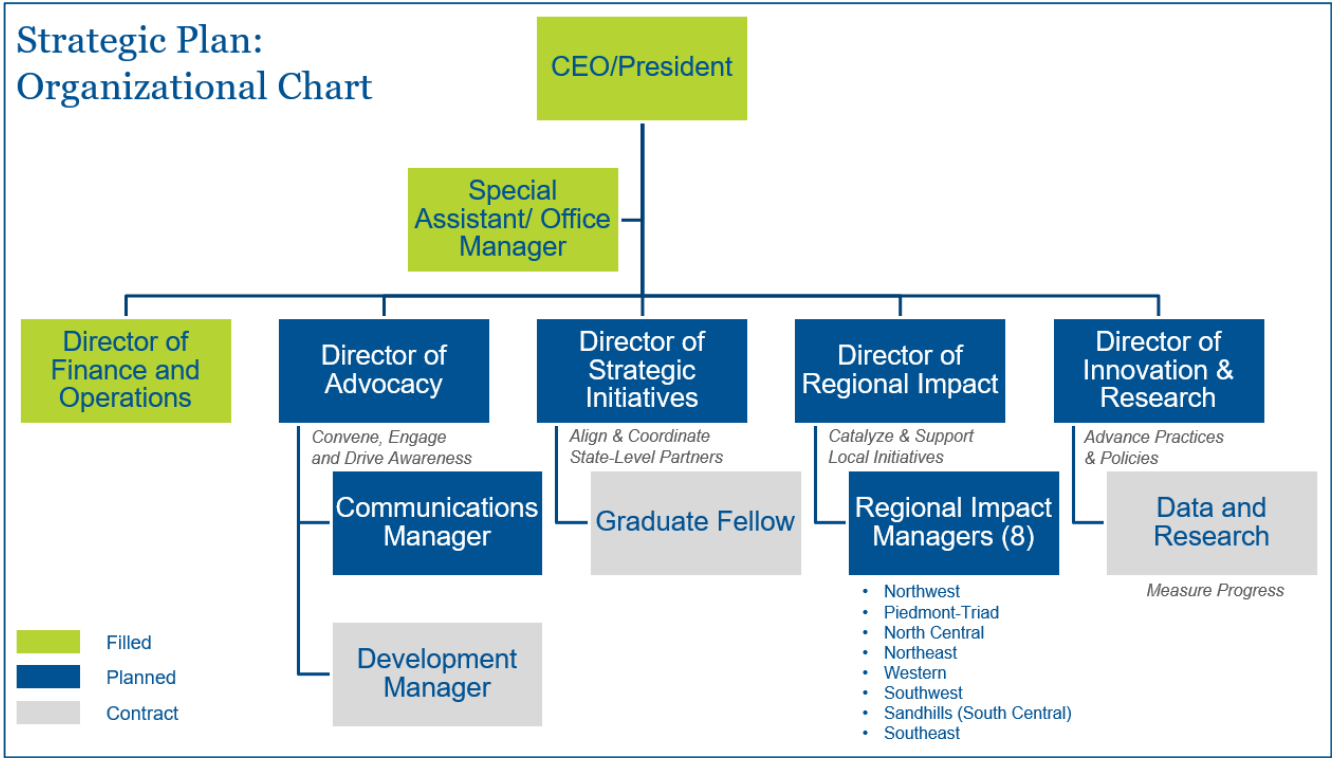 Strategic Plan:
Organizational Chart
CEO/President
Special
Assistant/ Office
Manager
Director of
Finance and
Operations
Director of
Advocacy
Director of
Strategic
Initiatives
Director of
Regional Impact
Director of
Innovation &
Research
Convene, Engage
and Drive Awareness
Align & Coordinate
State-Level Partners
Catalyze & Support
Local Initiatives
Advance Practices
& Policies
Communications
Manager
Graduate Fellow
Regional Impact
Managers (8)
Data and
Research
Measure Progress
• Northwest
• Piedmont-Triad
• North Central
• Northeast
• Western
• Southwest
• Sandhills (South Central)
• Southeast
Development
Manager
Filled
Planned
Contract